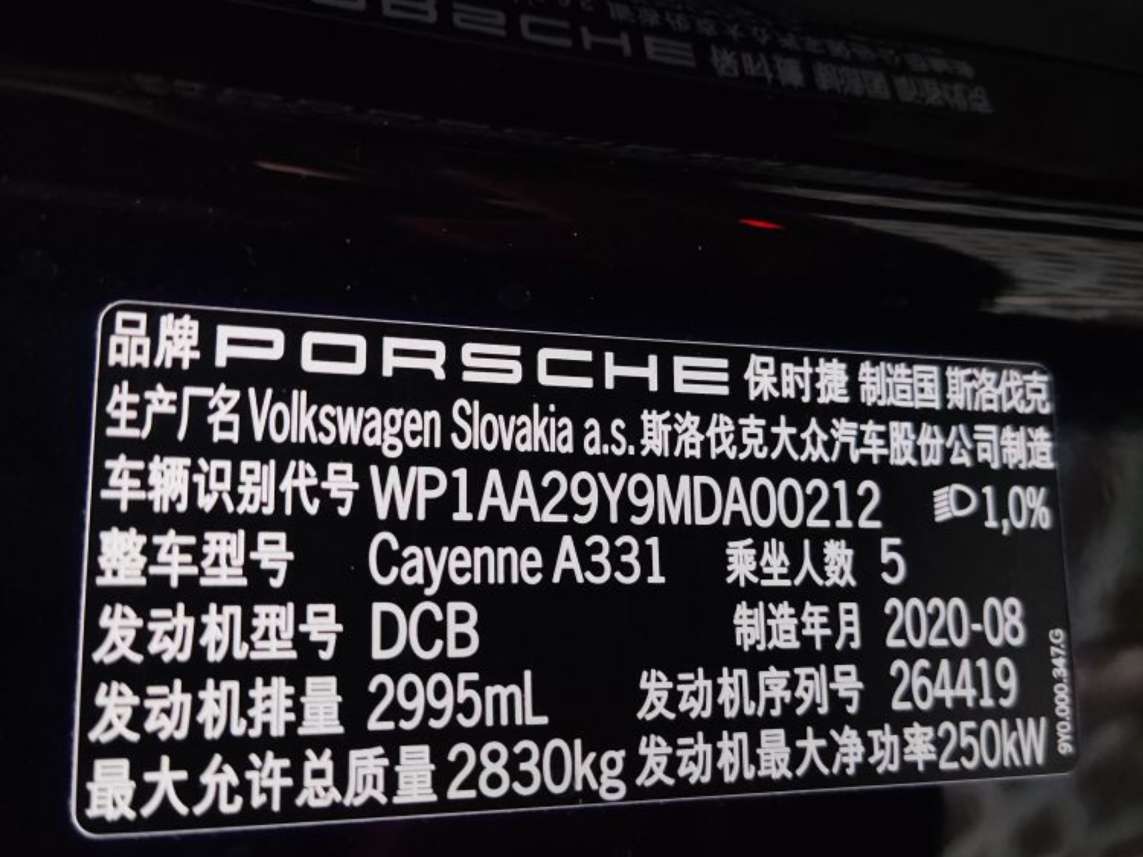 品牌 PORSCHE 保时捷 制造国 斯洛伐克
生产厂名 Volkswagen Slovakia a.s. 斯洛伐克大众汽车股份公司制造
车辆识别代号 WP1AA29Y9MDA00212 1,0%
整车型号 Cayenne A331 乘坐人数 5
发动机型号 DCB 制造年月 2020-08
发动机排量 2995mL 发动机序列号 264419
最大允许总质量 2830kg 发动机最大净功率 250kW
9Y0.000.347.G